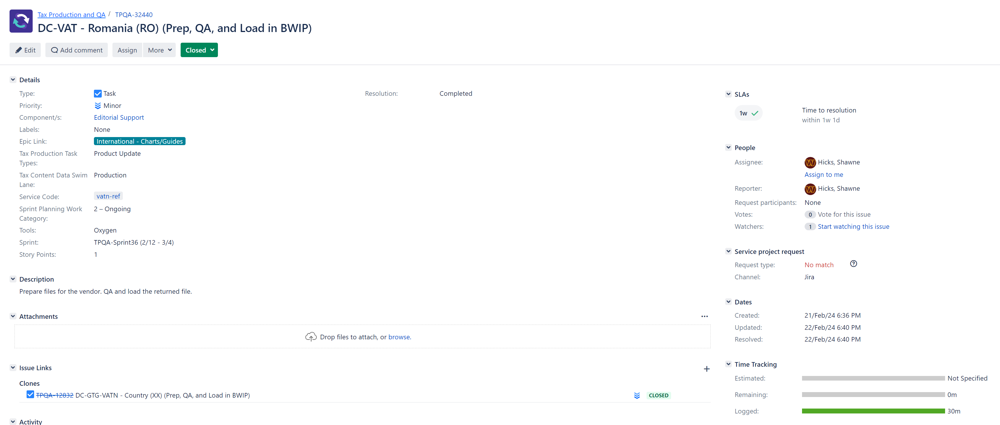 Tax Production and QA / TPQA-32440
DC-VAT - Romania (RO) (Prep, QA, and Load in BWIP)
Edit Add comment Assign More Closed
Details
Type: Task
Resolution: Completed
Priority: Minor
Component/s: Editorial Support
Labels: None
Epic Link: International - Charts/Guides
Tax Production Task Product Update
Types:
Tax Content Data Swim Production
Lane:
Service Code: vatn-ref
Sprint Planning Work 2 – Ongoing
Category:
Tools: Oxygen
Sprint: TPQA-Sprint36 (2/12 - 3/4)
Story Points: 1
Description
Prepare files for the vendor. QA and load the returned file.
Attachments
Drop files to attach, or browse.
Issue Links
Clones
TPQA-12832 DC-GTG-VATN - Country (XX) (Prep, QA, and Load in BWIP) CLOSED
Activity
SLAs
1w Time to resolution
within 1w 1d
People
Assignee: Hicks, Shawne
Assign to me
Reporter: Hicks, Shawne
Request participants: None
Votes: 0 Vote for this issue
Watchers: 1 Start watching this issue
Service project request
Request type: No match
Channel: Jira
Dates
Created: 21/Feb/24 6:36 PM
Updated: 22/Feb/24 6:40 PM
Resolved: 22/Feb/24 6:40 PM
Time Tracking
Estimated: Not Specified
Remaining: 0m
Logged: 30m